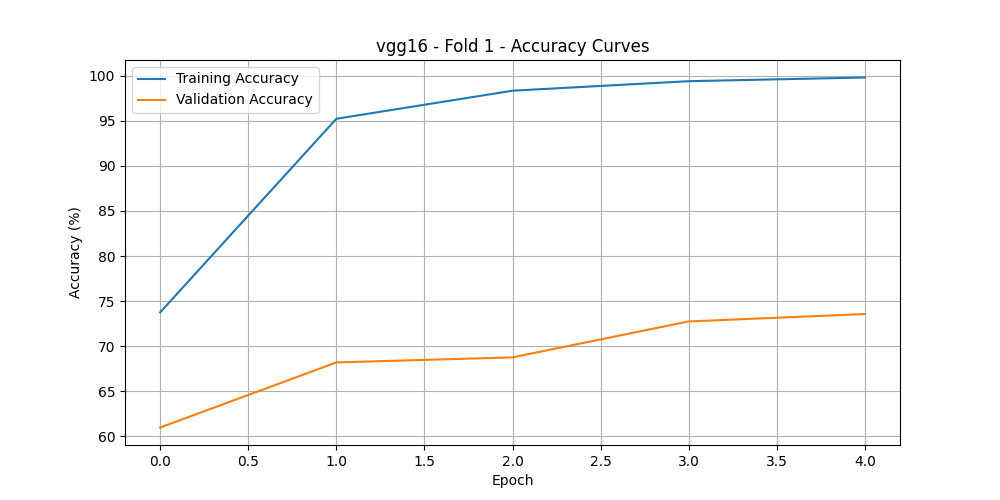 vgg16 - Fold 1 - Accuracy Curves
Training Accuracy
Validation Accuracy
Accuracy (%)
100
95
90
85
80
75
70
65
60
0.0 0.5 1.0 1.5 2.0 2.5 3.0 3.5 4.0
Epoch